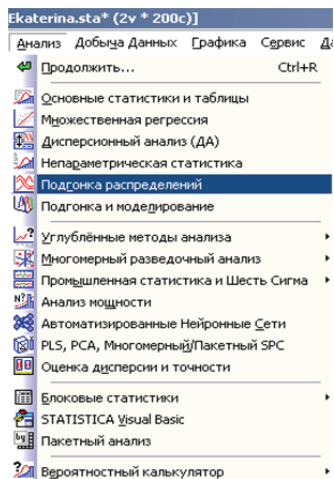 Ekaterina.sta* (2v * 200c)]
Анализ Добыча Данных Графика Сервис
Продолжить... Ctrl+R
Основные статистики и таблицы
Множественная регрессия
Дисперсионный анализ (ДА)
Непараметрическая статистика
Подгонка распределений
Подгонка и моделирование
Углублённые методы анализа
Многомерный разведочный анализ
Промышленная статистика и Шесть Сигма
Анализ мощности
Автоматизированные Нейронные Сети
PLS, PCA, Многомерный/Пакетный SPC
Оценка дисперсии и точности
Блоковые статистики
STATISTICA Visual Basic
Пакетный анализ
Вероятностный калькулятор